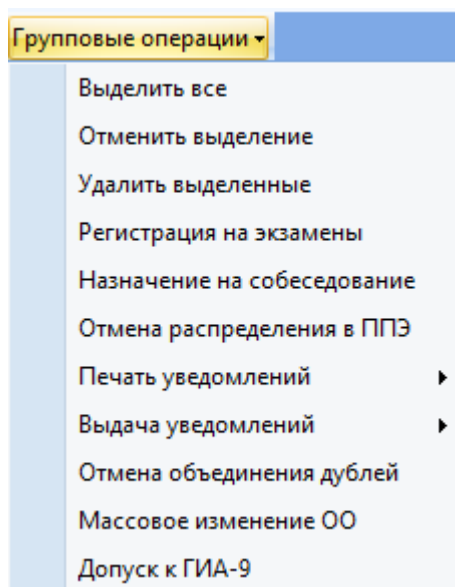 Групповые операции
Выделить все
Отменить выделение
Удалить выделенные
Регистрация на экзамены
Назначение на собеседование
Отмена распределения в ППЭ
Печать уведомлений
Выдача уведомлений
Отмена объединения дублей
Массовое изменение ОО
Допуск к ГИА-9